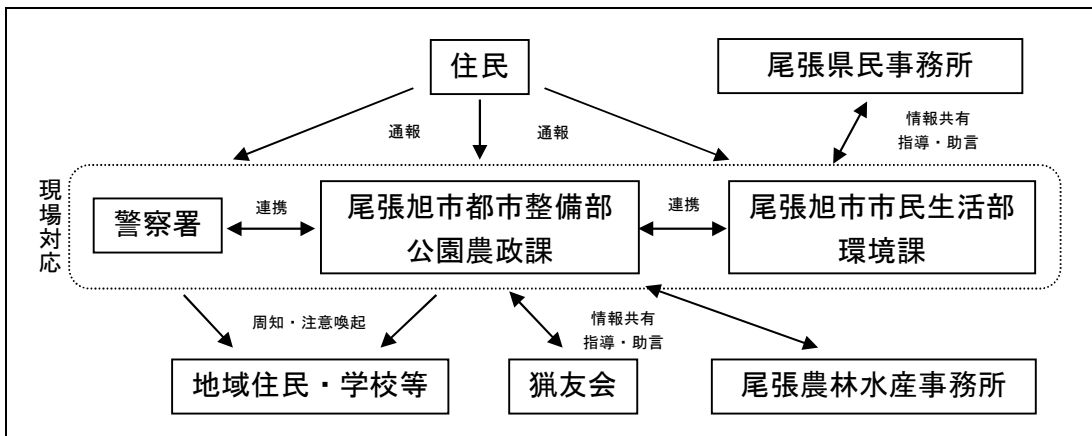 住民
尾張県民事務所
通報
通報
情報共有
指導・助言
現場対応
警察署
連携
尾張旭市都市整備部
公園農政課
連携
尾張旭市市民生活部
環境課
周知・注意喚起
情報共有
指導・助言
地域住民・学校等
猟友会
尾張農林水産事務所